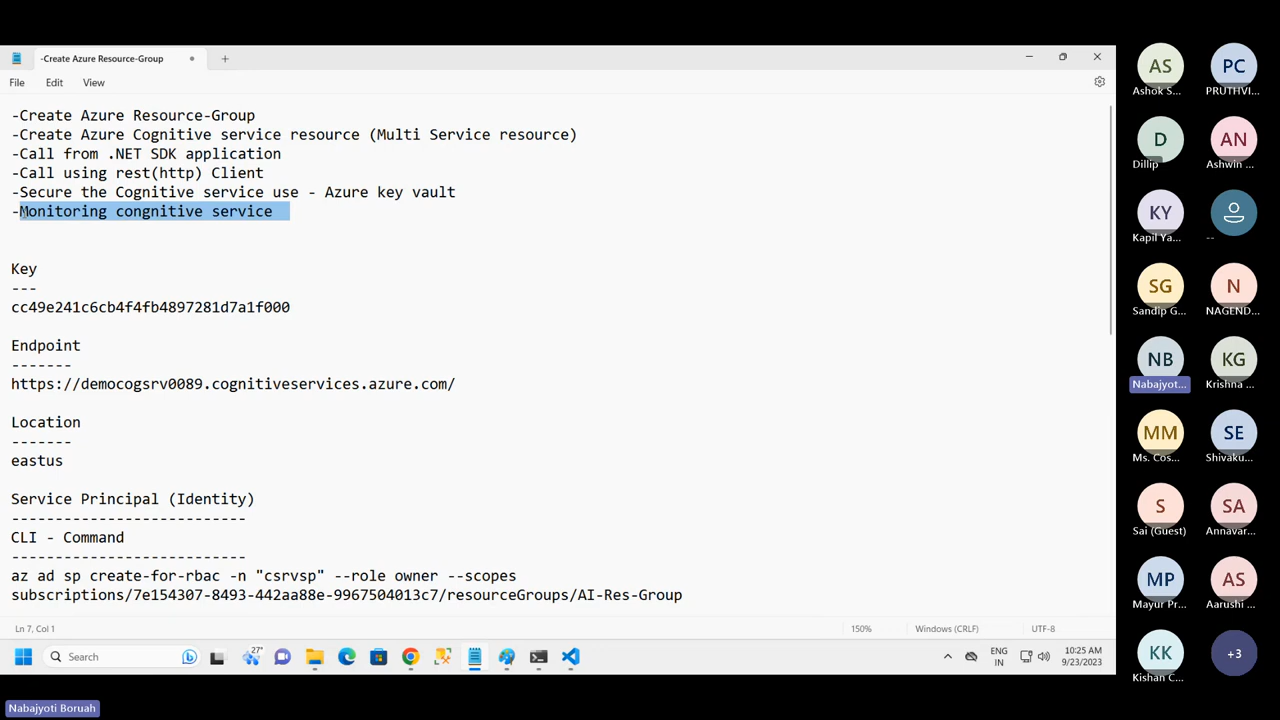 -Create Azure Resource-Group
File Edit View
-Create Azure Resource-Group
-Create Azure Cognitive service resource (Multi Service resource)
-Call from .NET SDK application
-Call using rest(http) Client
-Secure the Cognitive service use - Azure key vault
-Monitoring congnitive service
Key
---
cc49e241c6cb4f4fb4897281d7a1f000
Endpoint
-------
https://democogsrv0089.cognitiveservices.azure.com/
Location
-------
eastus
Service Principal (Identity)
---------------------------
CLI - Command
---------------------------
az ad sp create-for-rbac -n "csrvsp" --role owner --scopes
subscriptions/7e154307-8493-442aa88e-9967504013c7/resourceGroups/AI-Res-Group
Ln 7, Col 1 150% Windows (CRLF) UTF-8
Search 27° ENG IN 10:25 AM 9/23/2023
AS PC
Ashok S... PRUTHVI...
D AN
Dillip Ashwin ...
KY
Kapil Ya... --
SG N
Sandip G... NAGEND...
NB KG
Nabajyot... Krishna ...
MM SE
Ms. Cos... Shivaku...
S SA
Sai (Guest) Annavar...
MP AS
Mayur Pr... Aarushi ...
KK +3
Kishan C...
Nabajyoti Boruah